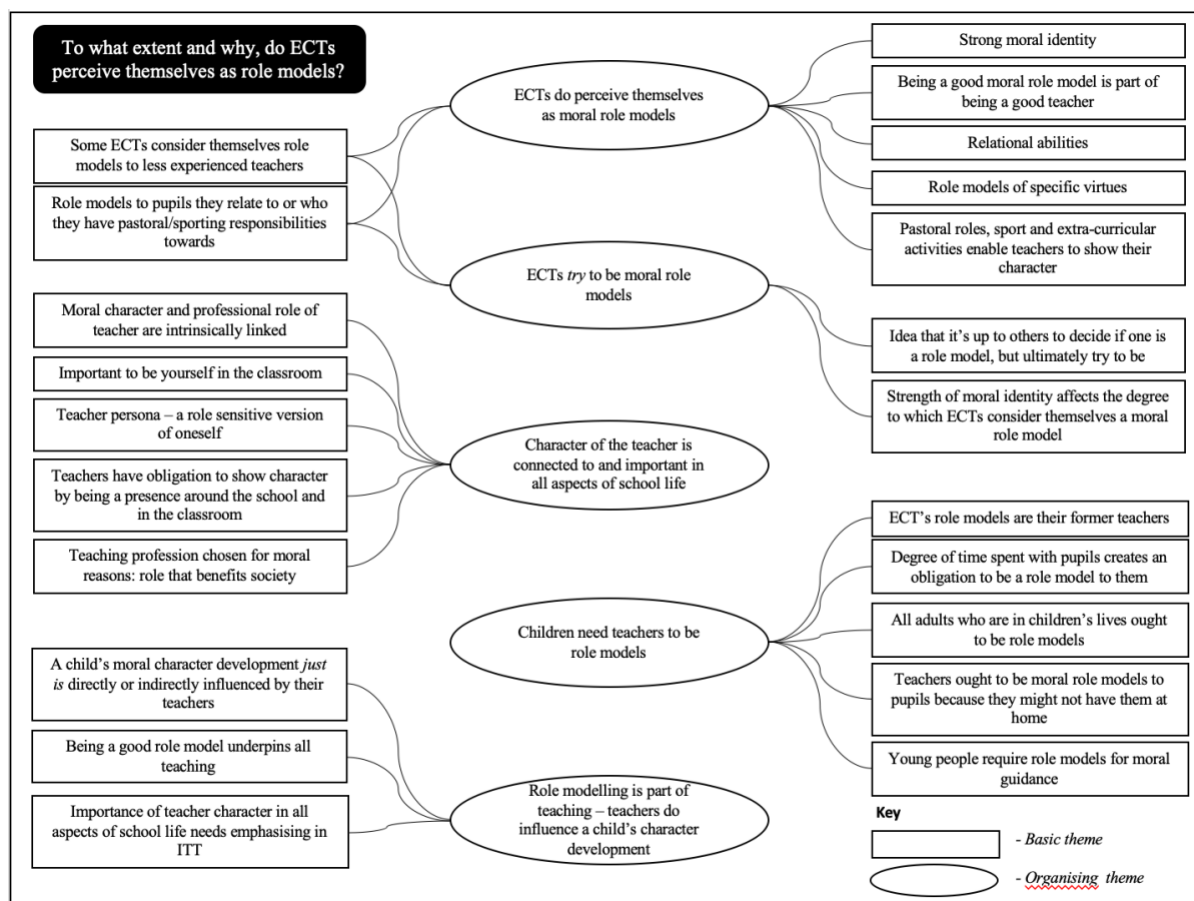 To what extent and why, do ECTs
perceive themselves as role models?
Some ECTs consider themselves role
models to less experienced teachers
Role models to pupils they relate to or who
they have pastoral/sporting responsibilities
towards
Moral character and professional role of
teacher are intrinsically linked
Important to be yourself in the classroom
Teacher persona – a role sensitive version
of oneself
Teachers have obligation to show character
by being a presence around the school and
in the classroom
Teaching profession chosen for moral
reasons: role that benefits society
A child's moral character development just
is directly or indirectly influenced by their
teachers
Being a good role model underpins all
teaching
Importance of teacher character in all
aspects of school life needs emphasising in
ITT
ECTs do perceive themselves
as moral role models
ECTs try to be moral role
models
Character of the teacher is
connected to and important in
all aspects of school life
Children need teachers to be
role models
Role modelling is part of
teaching – teachers do
influence a child's character
development
Strong moral identity
Being a good moral role model is part of
being a good teacher
Relational abilities
Role models of specific virtues
Pastoral roles, sport and extra-curricular
activities enable teachers to show their
character
Idea that it's up to others to decide if one is
a role model, but ultimately try to be
Strength of moral identity affects the degree
to which ECTs consider themselves a moral
role model
ECT's role models are their former teachers
Degree of time spent with pupils creates an
obligation to be a role model to them
All adults who are in children's lives ought
to be role models
Teachers ought to be moral role models to
pupils because they might not have them at
home
Young people require role models for moral
guidance
Key
- Basic theme
- Organising theme